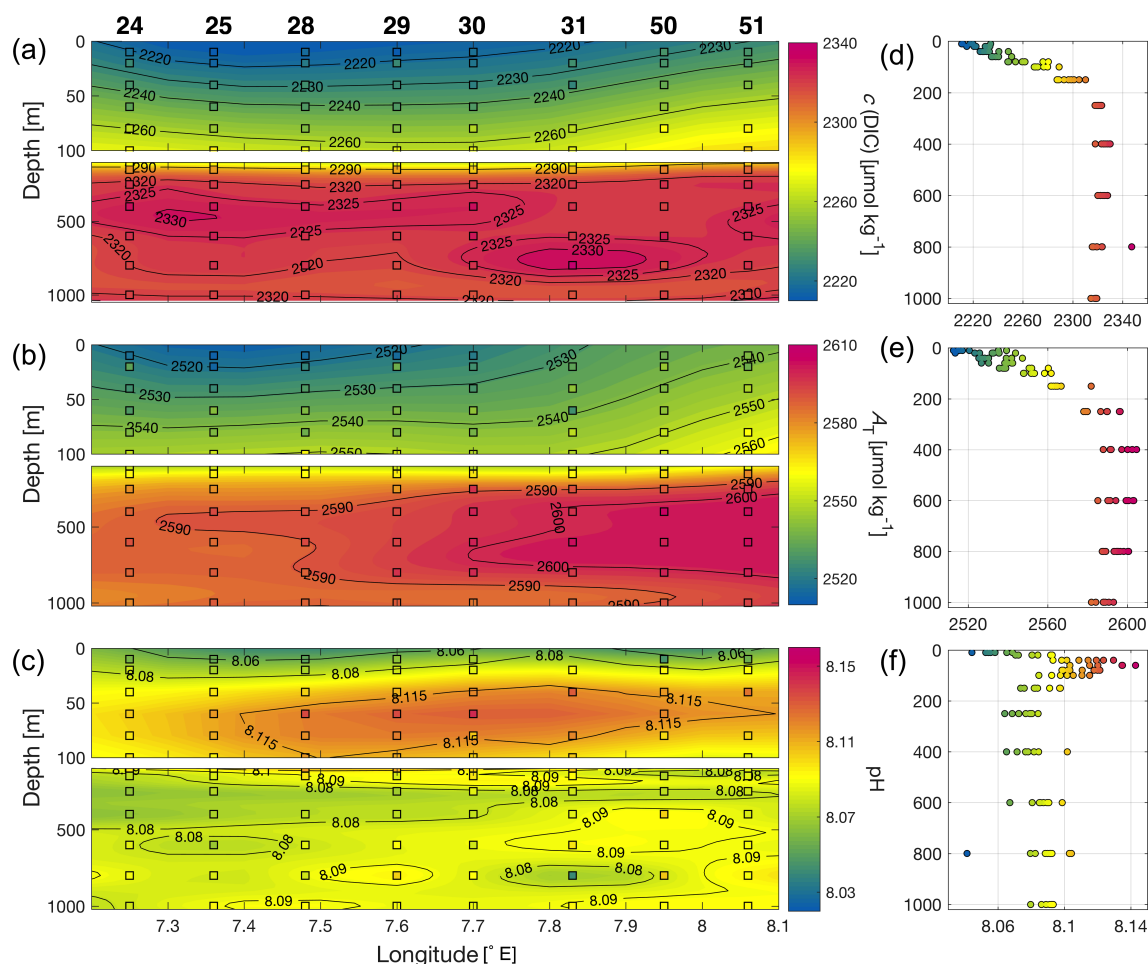 24 25 28 29 30 31 50 51
(a)
0
50
100
500
1000
Depth [m]
2220 2220 2230
2230 2230
2240 2240 2240
2260 2260 2260
2290 2290 2290
2320 2320 2320
2325 2325 2325 2325
2330
2325
2320 2325 2330
2325
2320 2320
2320 2320
2340
2300
2260
2220
c (DIC) [μmol kg⁻¹]
(d)
0
200
400
600
800
1000
2220 2260 2300 2340
(b)
0
50
100
500
1000
Depth [m]
2520 2520 2530 2540
2530 2530
2540 2540 2550
2550 2560
2590 2590
2590 2600 2600
2590
2590 2600
2590
2610
2580
2550
2520
A_T [μmol kg⁻¹]
(e)
0
200
400
600
800
1000
2520 2560 2600
(c)
0
50
100
500
1000
Depth [m]
8.06 8.06 8.08 8.06
8.08 8.08
8.115 8.115
8.115 8.115
8.09 8.1 8.09 8.09 8.08
8.09 8.08
8.08 8.08 8.08 8.09
8.08 8.09
8.09 8.08 8.09
8.09 8.09
7.3 7.4 7.5 7.6 7.7 7.8 7.9 8 8.1
Longitude [° E]
8.15
8.11
8.07
8.03
pH
(f)
0
200
400
600
800
1000
8.06 8.1 8.14